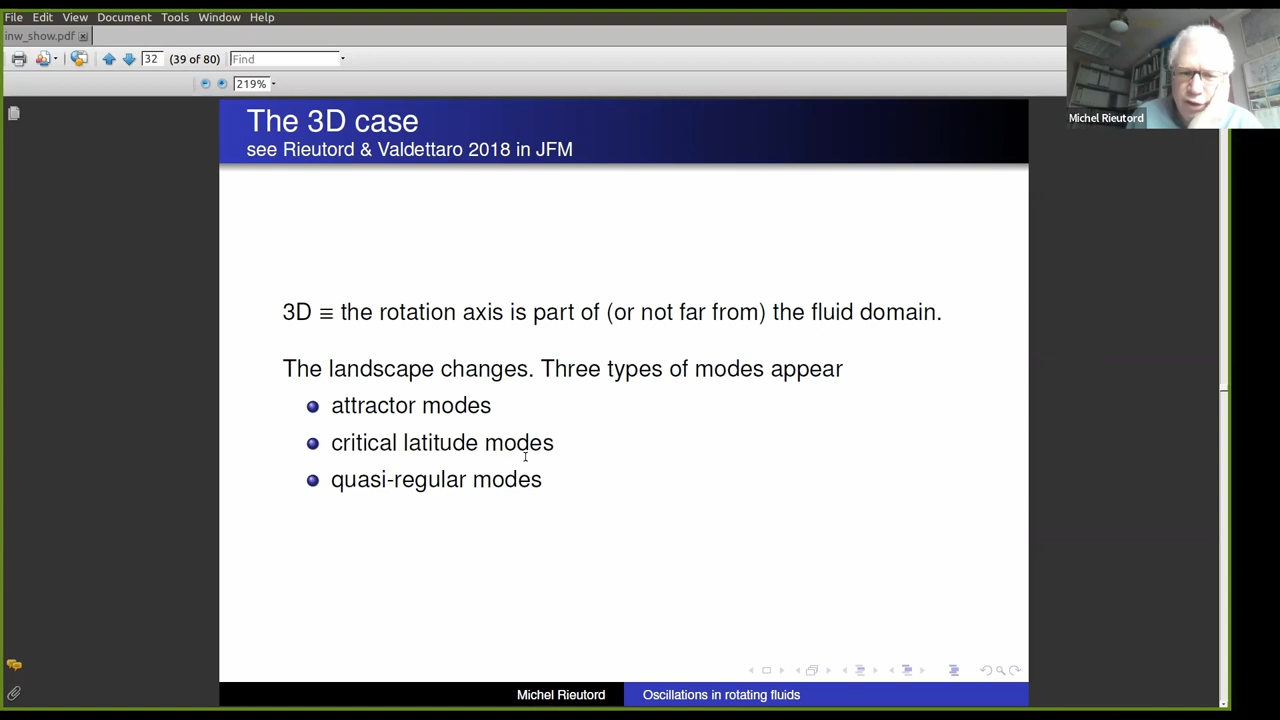 File Edit View Document Tools Window Help
inw_show.pdf
32 (39 of 80) Find
219%
Michel Rieutord
The 3D case
see Rieutord & Valdettaro 2018 in JFM
3D ≡ the rotation axis is part of (or not far from) the fluid domain.
The landscape changes. Three types of modes appear
attractor modes
critical latitude modes
quasi-regular modes
Michel Rieutord Oscillations in rotating fluids